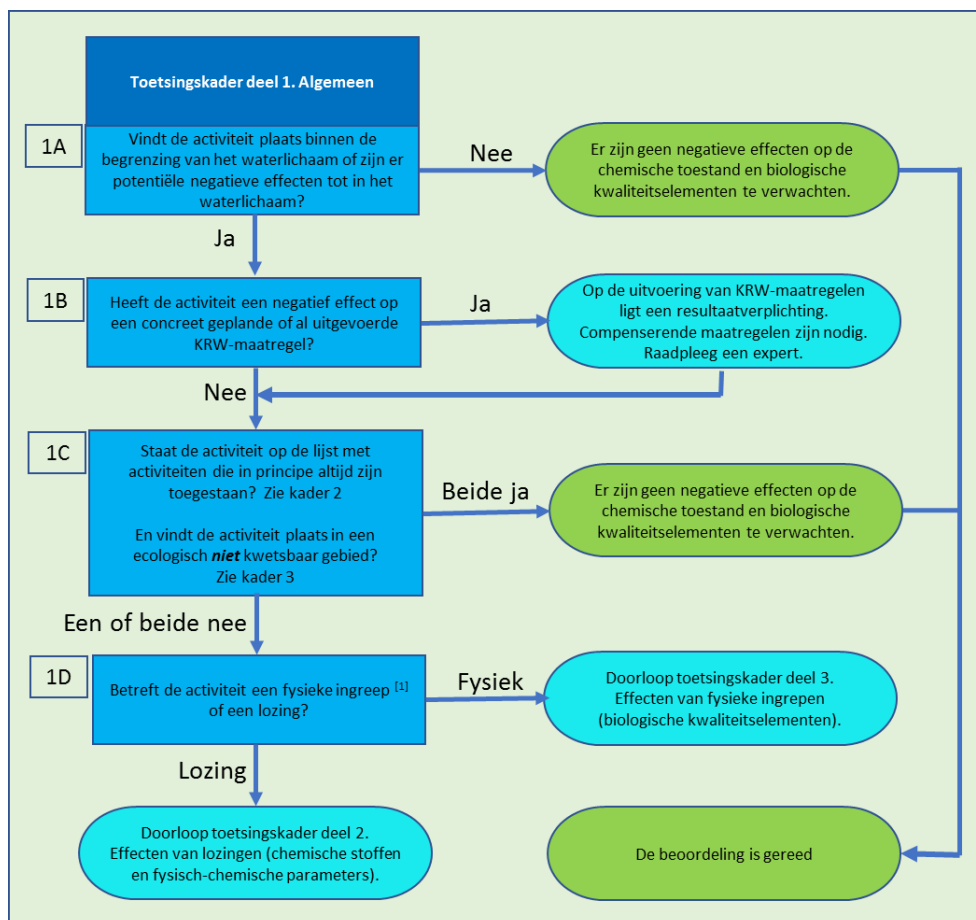 Toetsingskader deel 1. Algemeen
1A
Vindt de activiteit plaats binnen de
begrenzing van het waterlichaam of zijn er
potentiële negatieve effecten tot in het
waterlichaam?
Nee
Er zijn geen negatieve effecten op de
chemische toestand en biologische
kwaliteitselementen te verwachten.
Ja
1B
Heeft de activiteit een negatief effect op
een concreet geplande of al uitgevoerde
KRW-maatregel?
Ja
Op de uitvoering van KRW-maatregelen
ligt een resultaatverplichting.
Compenserende maatregelen zijn nodig.
Raadpleeg een expert.
Nee
1C
Staat de activiteit op de lijst met
activiteiten die in principe altijd zijn
toegestaan? Zie kader 2
En vindt de activiteit plaats in een
ecologisch niet kwetsbaar gebied?
Zie kader 3
Beide ja
Er zijn geen negatieve effecten op de
chemische toestand en biologische
kwaliteitselementen te verwachten.
Een of beide nee
1D
Betreft de activiteit een fysieke ingreep [1]
of een lozing?
Fysiek
Doorloop toetsingskader deel 3.
Effecten van fysieke ingrepen
(biologische kwaliteitselementen).
Lozing
Doorloop toetsingskader deel 2.
Effecten van lozingen (chemische stoffen
en fysisch-chemische parameters).
De beoordeling is gereed